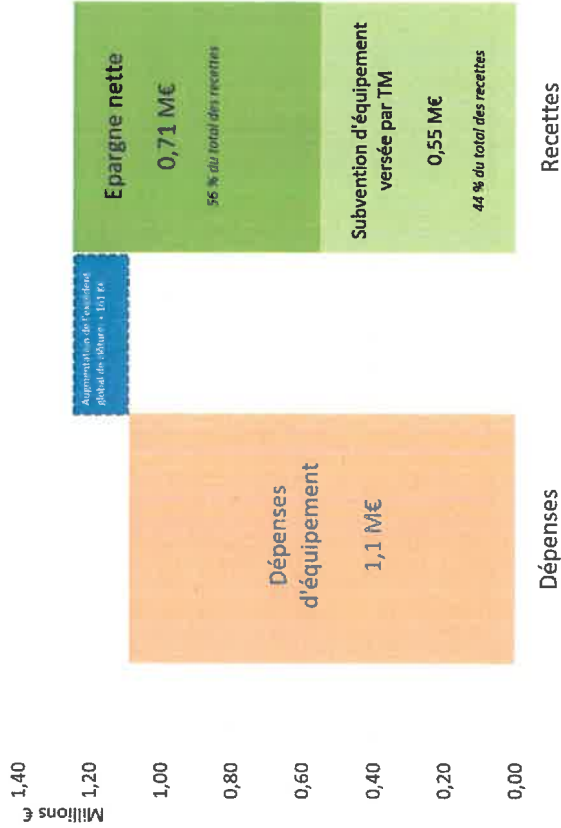 Millions €
1,40
1,20
1,00
0,80
0,60
0,40
0,20
0,00
Dépenses
d'équipement
1,1 M€
Augmentation de l'excédent
global de clôture : + 161 K€
Epargne nette
0,71 M€
56 % du total des recettes
Subvention d'équipement
versée par TM
0,55 M€
44 % du total des recettes
Dépenses
Recettes